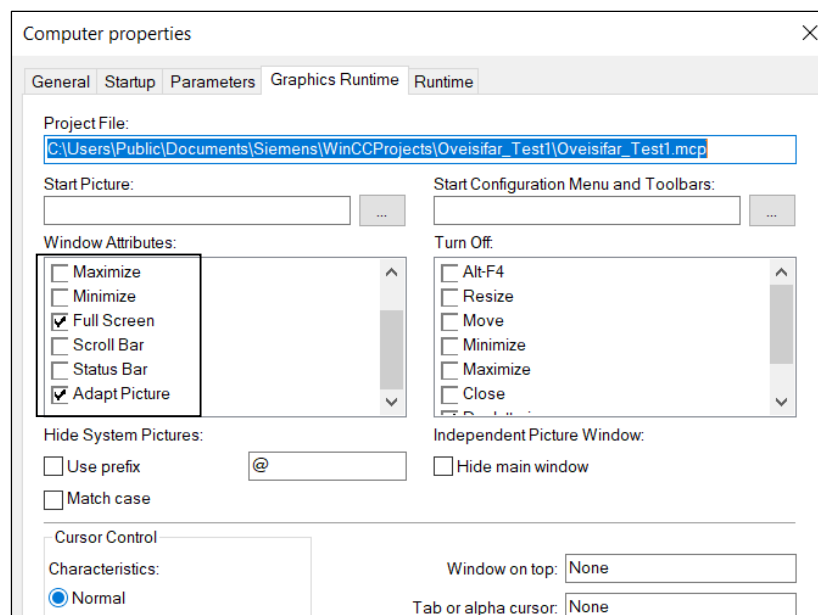 Computer properties
General Startup Parameters Graphics Runtime Runtime
Project File:
C:\Users\Public\Documents\Siemens\WinCCProjects\Oveisifar_Test1\Oveisifar_Test1.mcp
Start Picture: Start Configuration Menu and Toolbars:
... ...
Window Attributes: Turn Off:
Maximize Alt-F4
Minimize Resize
Full Screen Move
Scroll Bar Minimize
Status Bar Maximize
Adapt Picture Close
Hide System Pictures: Independent Picture Window:
Use prefix @ Hide main window
Match case
Cursor Control
Characteristics: Window on top: None
Normal Tab or alpha cursor: None